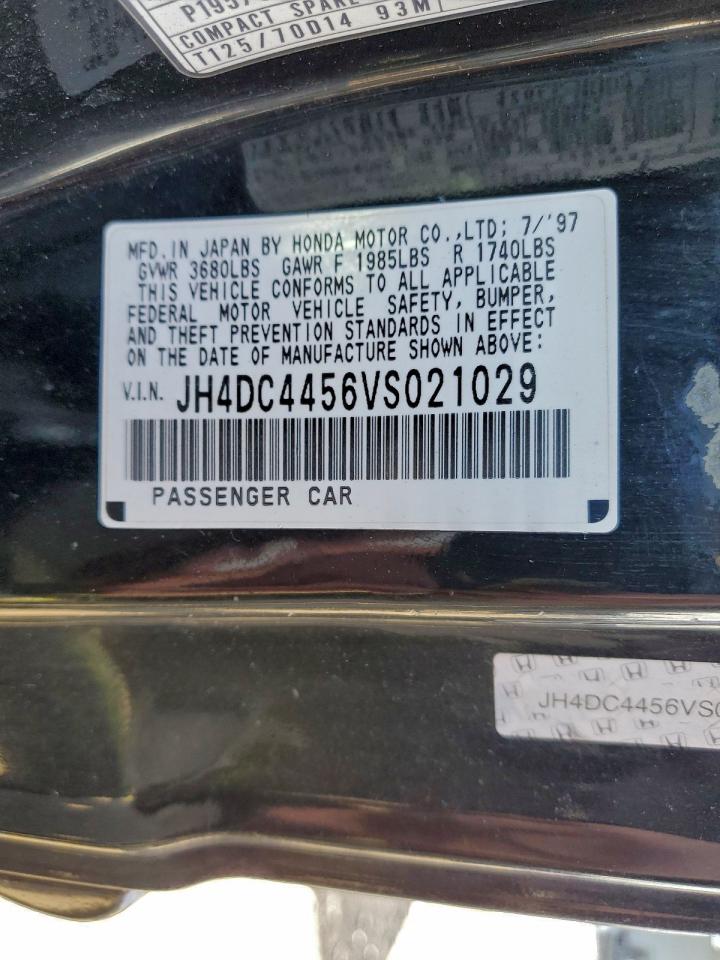 COMPACT SPARE
T125/70D14 93M
MFD. IN JAPAN BY HONDA MOTOR CO.,LTD; 7/'97
GVWR 3680LBS GAWR F 1985LBS R 1740LBS
THIS VEHICLE CONFORMS TO ALL APPLICABLE
FEDERAL MOTOR VEHICLE SAFETY, BUMPER,
AND THEFT PREVENTION STANDARDS IN EFFECT
ON THE DATE OF MANUFACTURE SHOWN ABOVE:
V.I.N. JH4DC4456VS021029
PASSENGER CAR
JH4DC4456VS0